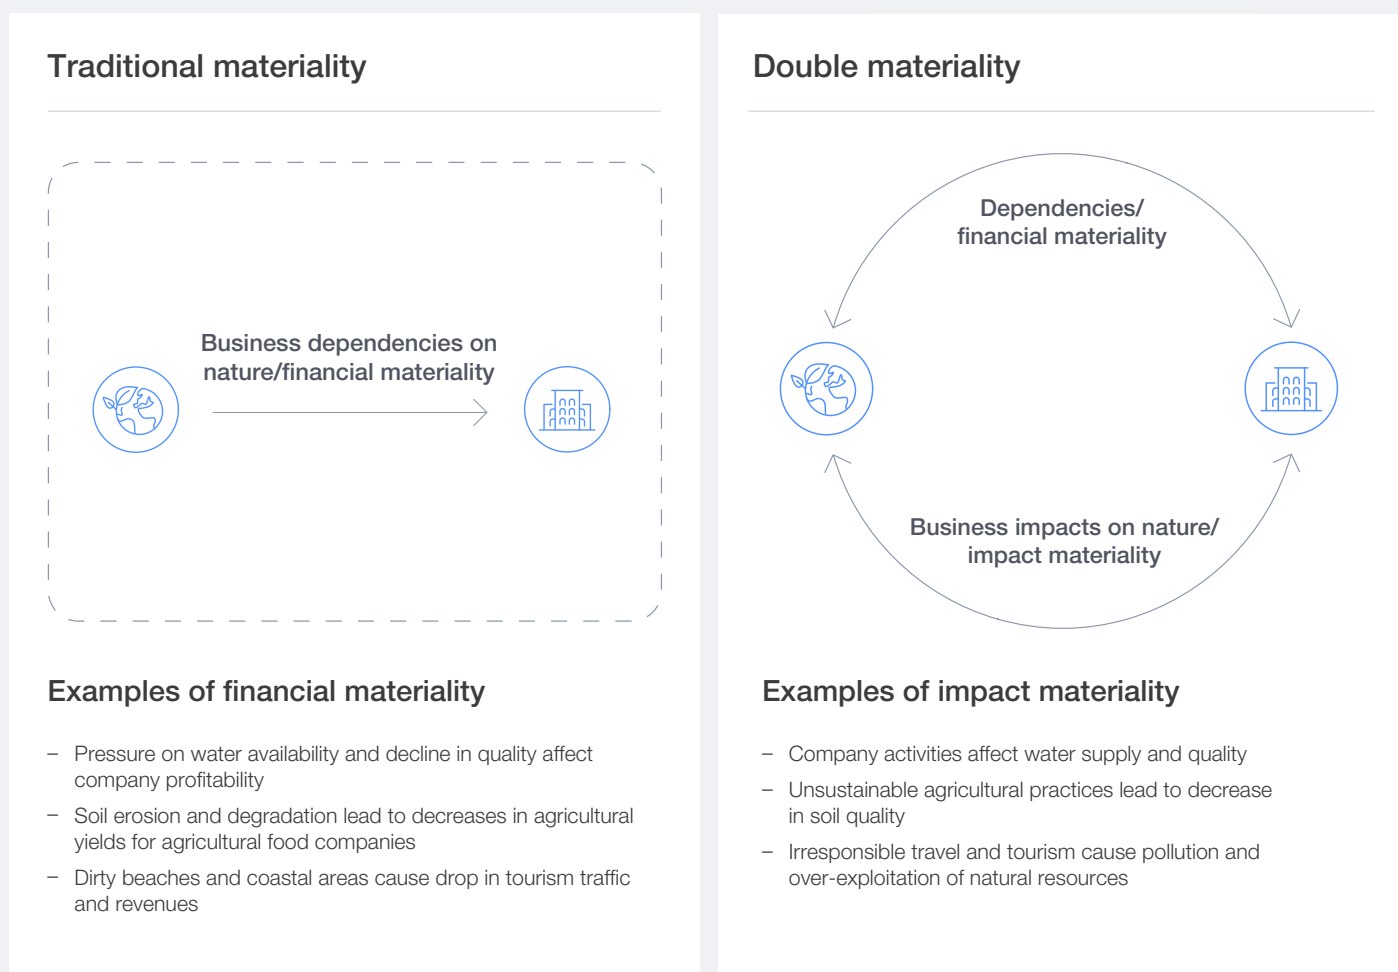 Traditional materiality
Business dependencies on
nature/financial materiality
Examples of financial materiality
– Pressure on water availability and decline in quality affect
company profitability
– Soil erosion and degradation lead to decreases in agricultural
yields for agricultural food companies
– Dirty beaches and coastal areas cause drop in tourism traffic
and revenues
Double materiality
Dependencies/
financial materiality
Business impacts on nature/
impact materiality
Examples of impact materiality
– Company activities affect water supply and quality
– Unsustainable agricultural practices lead to decrease
in soil quality
– Irresponsible travel and tourism cause pollution and
over-exploitation of natural resources